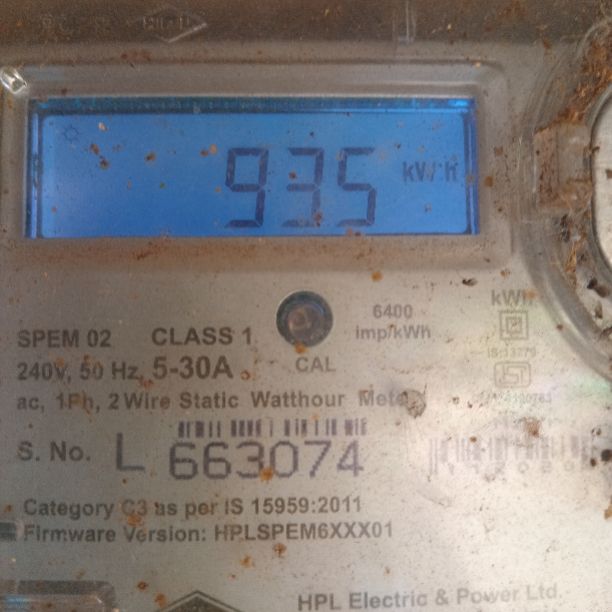 935 kWh
6400
imp/kWh
kWh
SPEM 02 CLASS 1
240V, 50 Hz, 5-30A
CAL
ac, 1Ph, 2 Wire Static Watthour
S. No. L 663074
Category C3 as per IS 15959:2011
Firmware Version: HPLSPEM6XXX01
HPL Electric & Power Ltd.